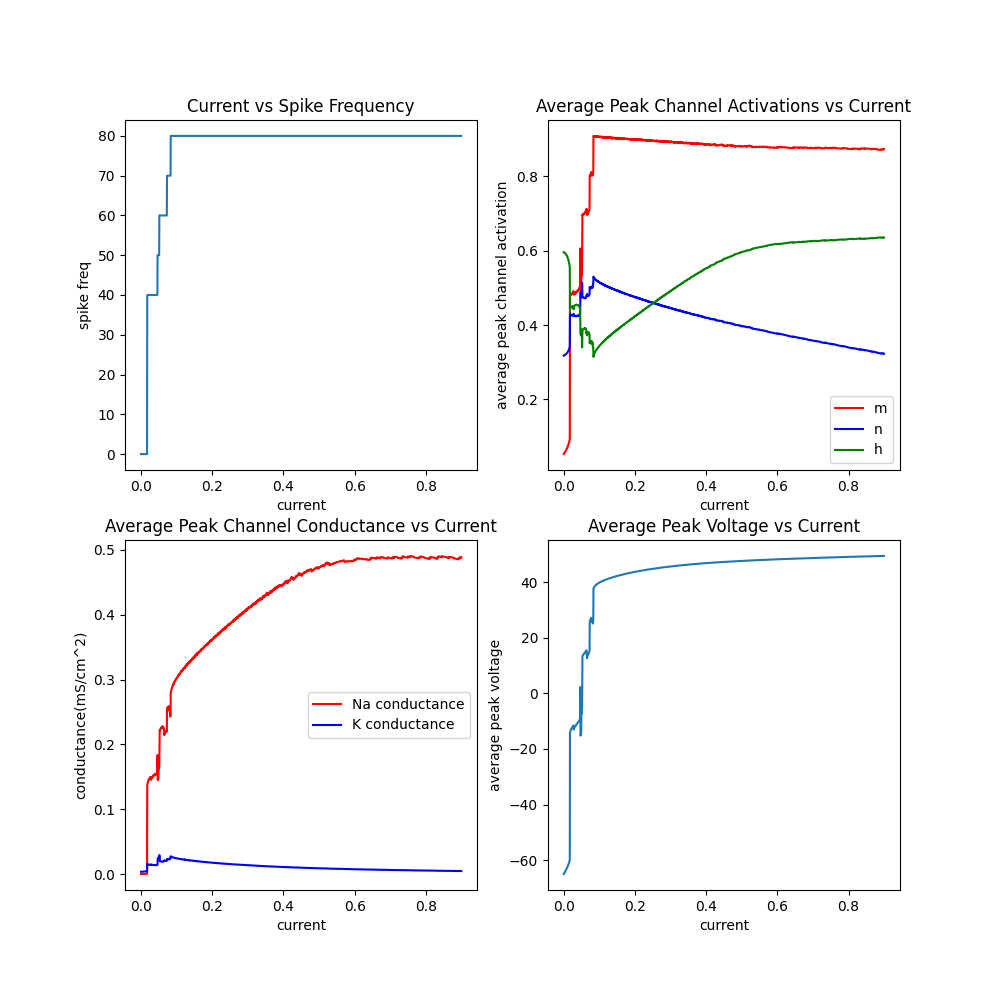 Current vs Spike Frequency
80
70
60
50
40
30
20
10
0
spike freq
0.0 0.2 0.4 0.6 0.8
current
Average Peak Channel Activations vs Current
0.8
0.6
0.4
0.2
average peak channel activation
m
n
h
0.0 0.2 0.4 0.6 0.8
current
Average Peak Channel Conductance vs Current
0.5
0.4
0.3
0.2
0.1
0.0
conductance(mS/cm^2)
Na conductance
K conductance
0.0 0.2 0.4 0.6 0.8
current
Average Peak Voltage vs Current
40
20
0
−20
−40
−60
average peak voltage
0.0 0.2 0.4 0.6 0.8
current